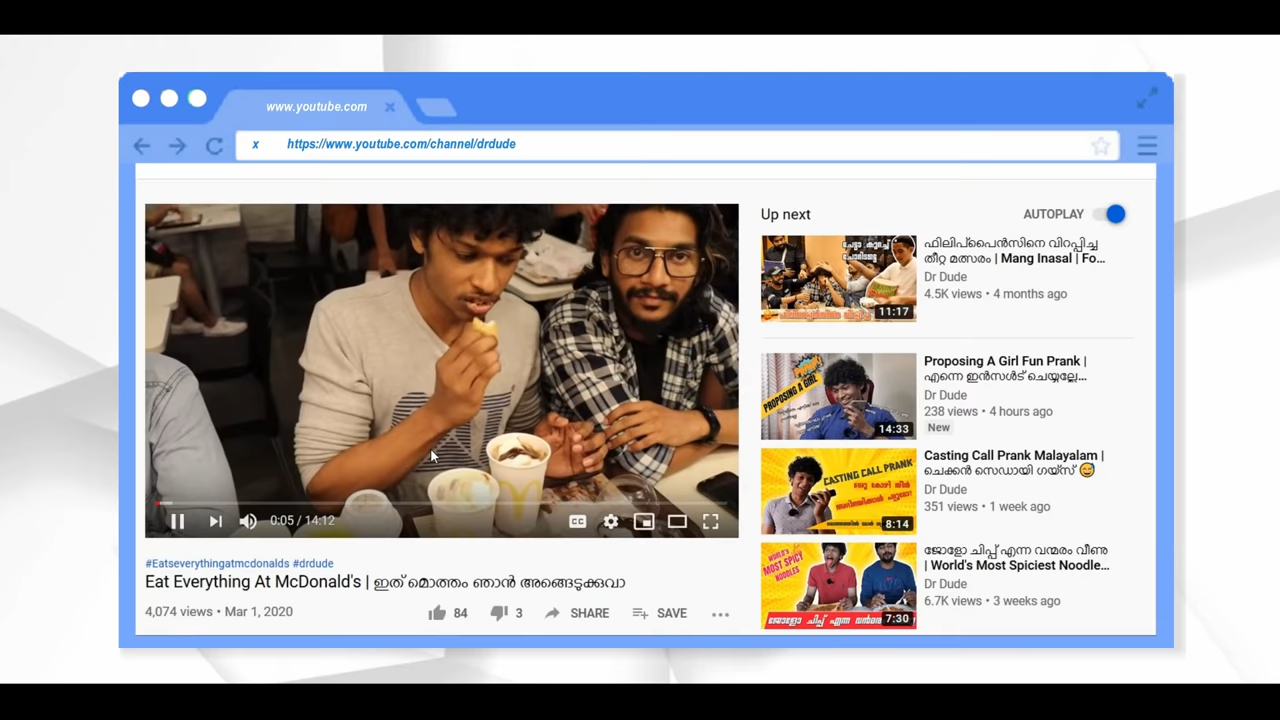 www.youtube.com x
x https://www.youtube.com/channel/drdude
Up next AUTOPLAY
ഫിലിപ്പൈൻസിനെ വിറപ്പിച്ച
തീറ്റ മത്സരം | Mang Inasal | Fo...
Dr Dude
4.5K views • 4 months ago
11:17
PROPOSING A GIRL
14:33
Proposing A Girl Fun Prank |
എന്നെ ഇൻസൾട് ചെയ്യല്ലേ...
Dr Dude
238 views • 4 hours ago
New
CASTING CALL PRANK
8:14
Casting Call Prank Malayalam |
ചെക്കൻ സെഡായി ഗയ്സ് 😅
Dr Dude
351 views • 1 week ago
WORLD'S
MOST SPICY
NOODLES
ജോളോ ചിപ്പ് എന്ന
7:30
ജോളോ ചിപ്പ് എന്ന വന്മരം വീണു
| World's Most Spiciest Noodle...
Dr Dude
6.7K views • 3 weeks ago
0:05 / 14:12
CC
#Eatseverythingatmcdonalds #drdude
Eat Everything At McDonald's | ഇത് മൊത്തം ഞാൻ അങ്ങെടുക്കുവാ
4,074 views • Mar 1, 2020
84 3 SHARE SAVE